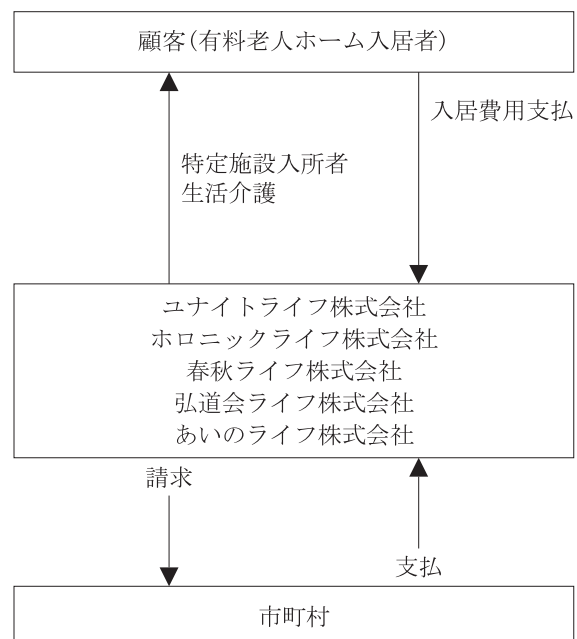 顧客(有料老人ホーム入居者)
入居費用支払
特定施設入所者
生活介護
ユナイトライフ株式会社
ホロニックライフ株式会社
春秋ライフ株式会社
弘道会ライフ株式会社
あいのライフ株式会社
請求
支払
市町村